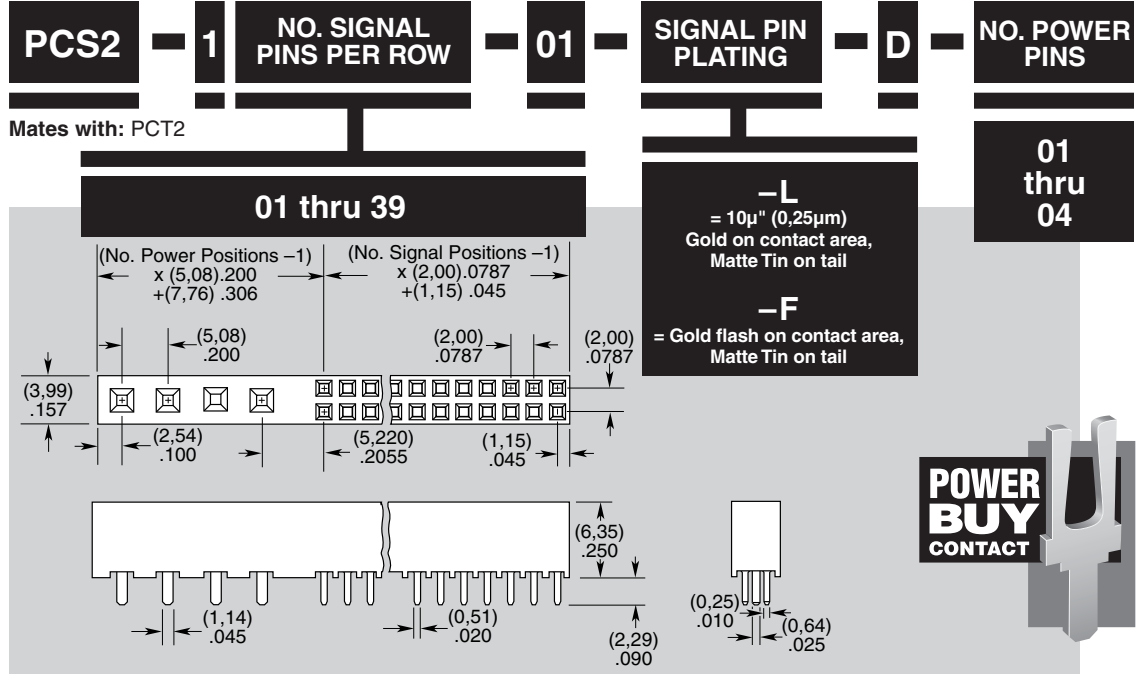 PCS2 – 1 NO. SIGNAL PINS PER ROW – 01 – SIGNAL PIN PLATING – D – NO. POWER PINS
Mates with: PCT2
01 thru 39
–L
= 10µ" (0,25µm)
Gold on contact area,
Matte Tin on tail
–F
= Gold flash on contact area,
Matte Tin on tail
01
thru
04
(No. Power Positions –1)
x (5,08).200
+(7,76) .306
(No. Signal Positions –1)
x (2,00).0787
+(1,15) .045
(5,08)
.200
(2,00)
.0787
(2,00)
.0787
(3,99)
.157
(2,54)
.100
(5,220)
.2055
(1,15)
.045
(6,35)
.250
(1,14)
.045
(0,51)
.020
(2,29)
.090
(0,25)
.010
(0,64)
.025
POWER
BUY
CONTACT